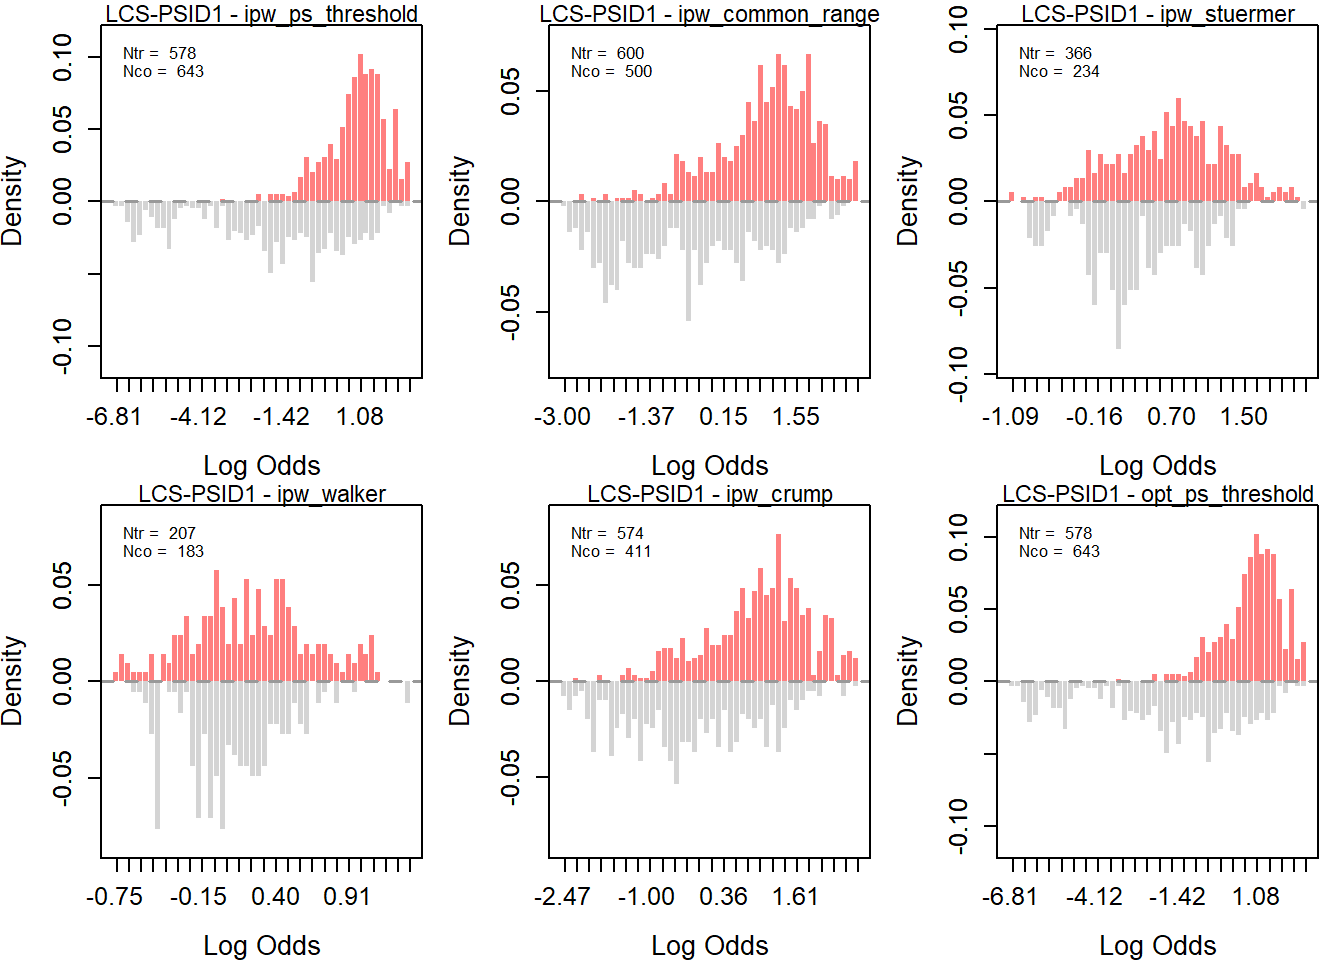 LCS-PSID1 - ipw_ps_threshold
Ntr = 578
Nco = 643
Density
0.10
0.05
0.00
-0.10
-6.81 -4.12 -1.42 1.08
Log Odds
LCS-PSID1 - ipw_common_range
Ntr = 600
Nco = 500
Density
0.05
-0.05
-3.00 -1.37 0.15 1.55
Log Odds
LCS-PSID1 - ipw_stuermer
Ntr = 366
Nco = 234
Density
0.10
0.05
0.00
-0.05
-0.10
-1.09 -0.16 0.70 1.50
Log Odds
LCS-PSID1 - ipw_walker
Ntr = 207
Nco = 183
Density
0.05
0.00
-0.05
-0.75 -0.15 0.40 0.91
Log Odds
LCS-PSID1 - ipw_crump
Ntr = 574
Nco = 411
Density
0.05
0.00
-0.05
-2.47 -1.00 0.36 1.61
Log Odds
LCS-PSID1 - opt_ps_threshold
Ntr = 578
Nco = 643
Density
0.10
0.05
0.00
-0.10
-6.81 -4.12 -1.42 1.08
Log Odds